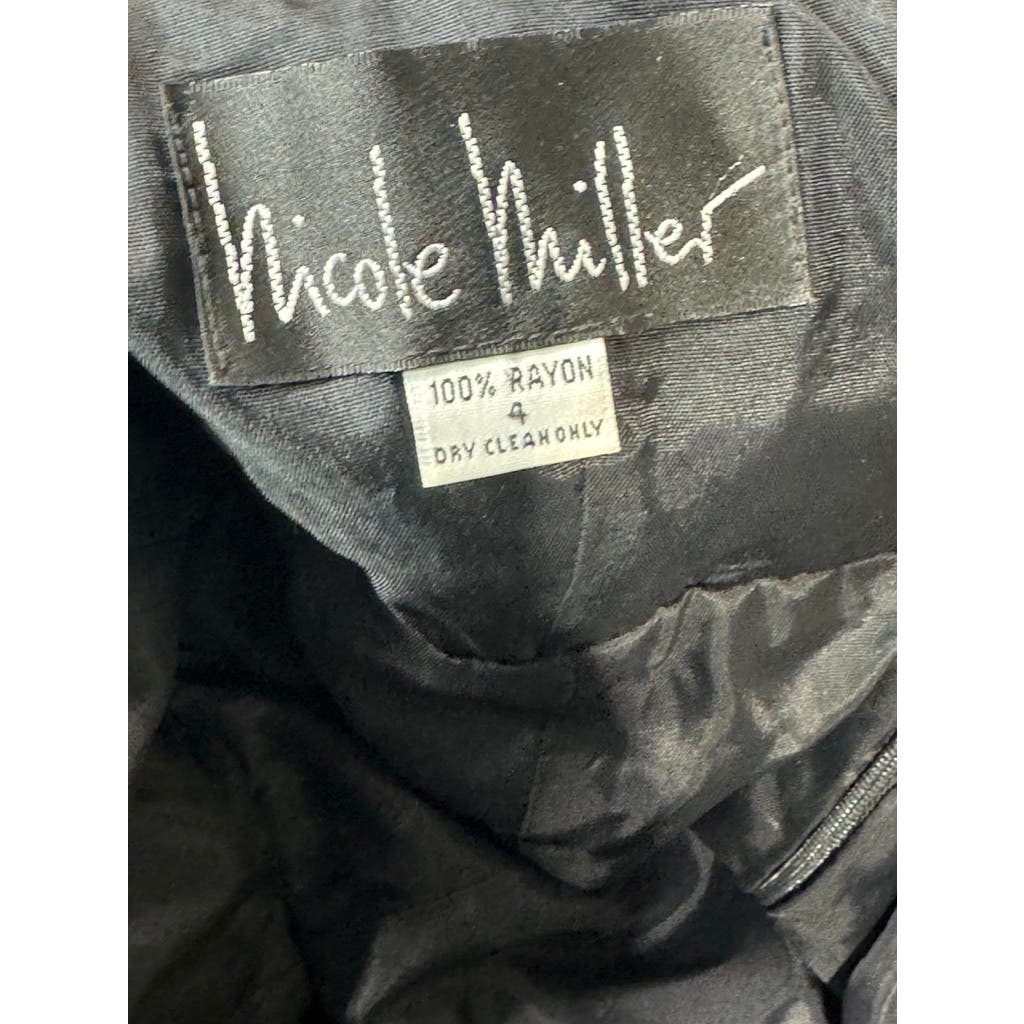 Nicole Miller
100% RAYON
4
DRY CLEAN ONLY